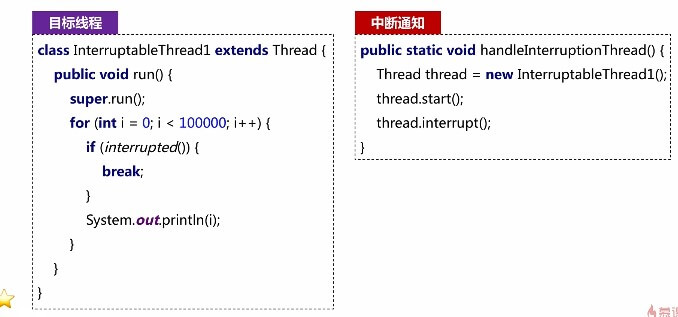 目标线程
class InterruptableThread1 extends Thread {
public void run() {
super.run();
for (int i = 0; i < 100000; i++) {
if (interrupted()) {
break;
}
System.out.println(i);
}
}
}
中断通知
public static void handleInterruptionThread() {
Thread thread = new InterruptableThread1();
thread.start();
thread.interrupt();
}